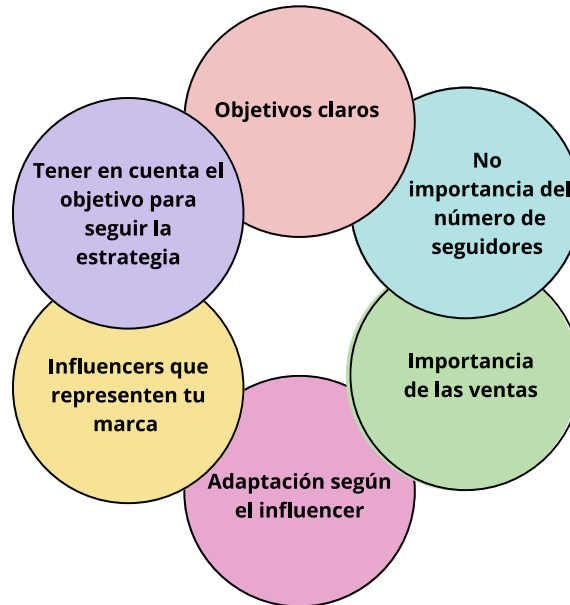 Objetivos claros
No
importancia del
número de
seguidores
Importancia
de las ventas
Adaptación según
el influencer
Influencers que
representen tu
marca
Tener en cuenta el
objetivo para
seguir la
estrategia